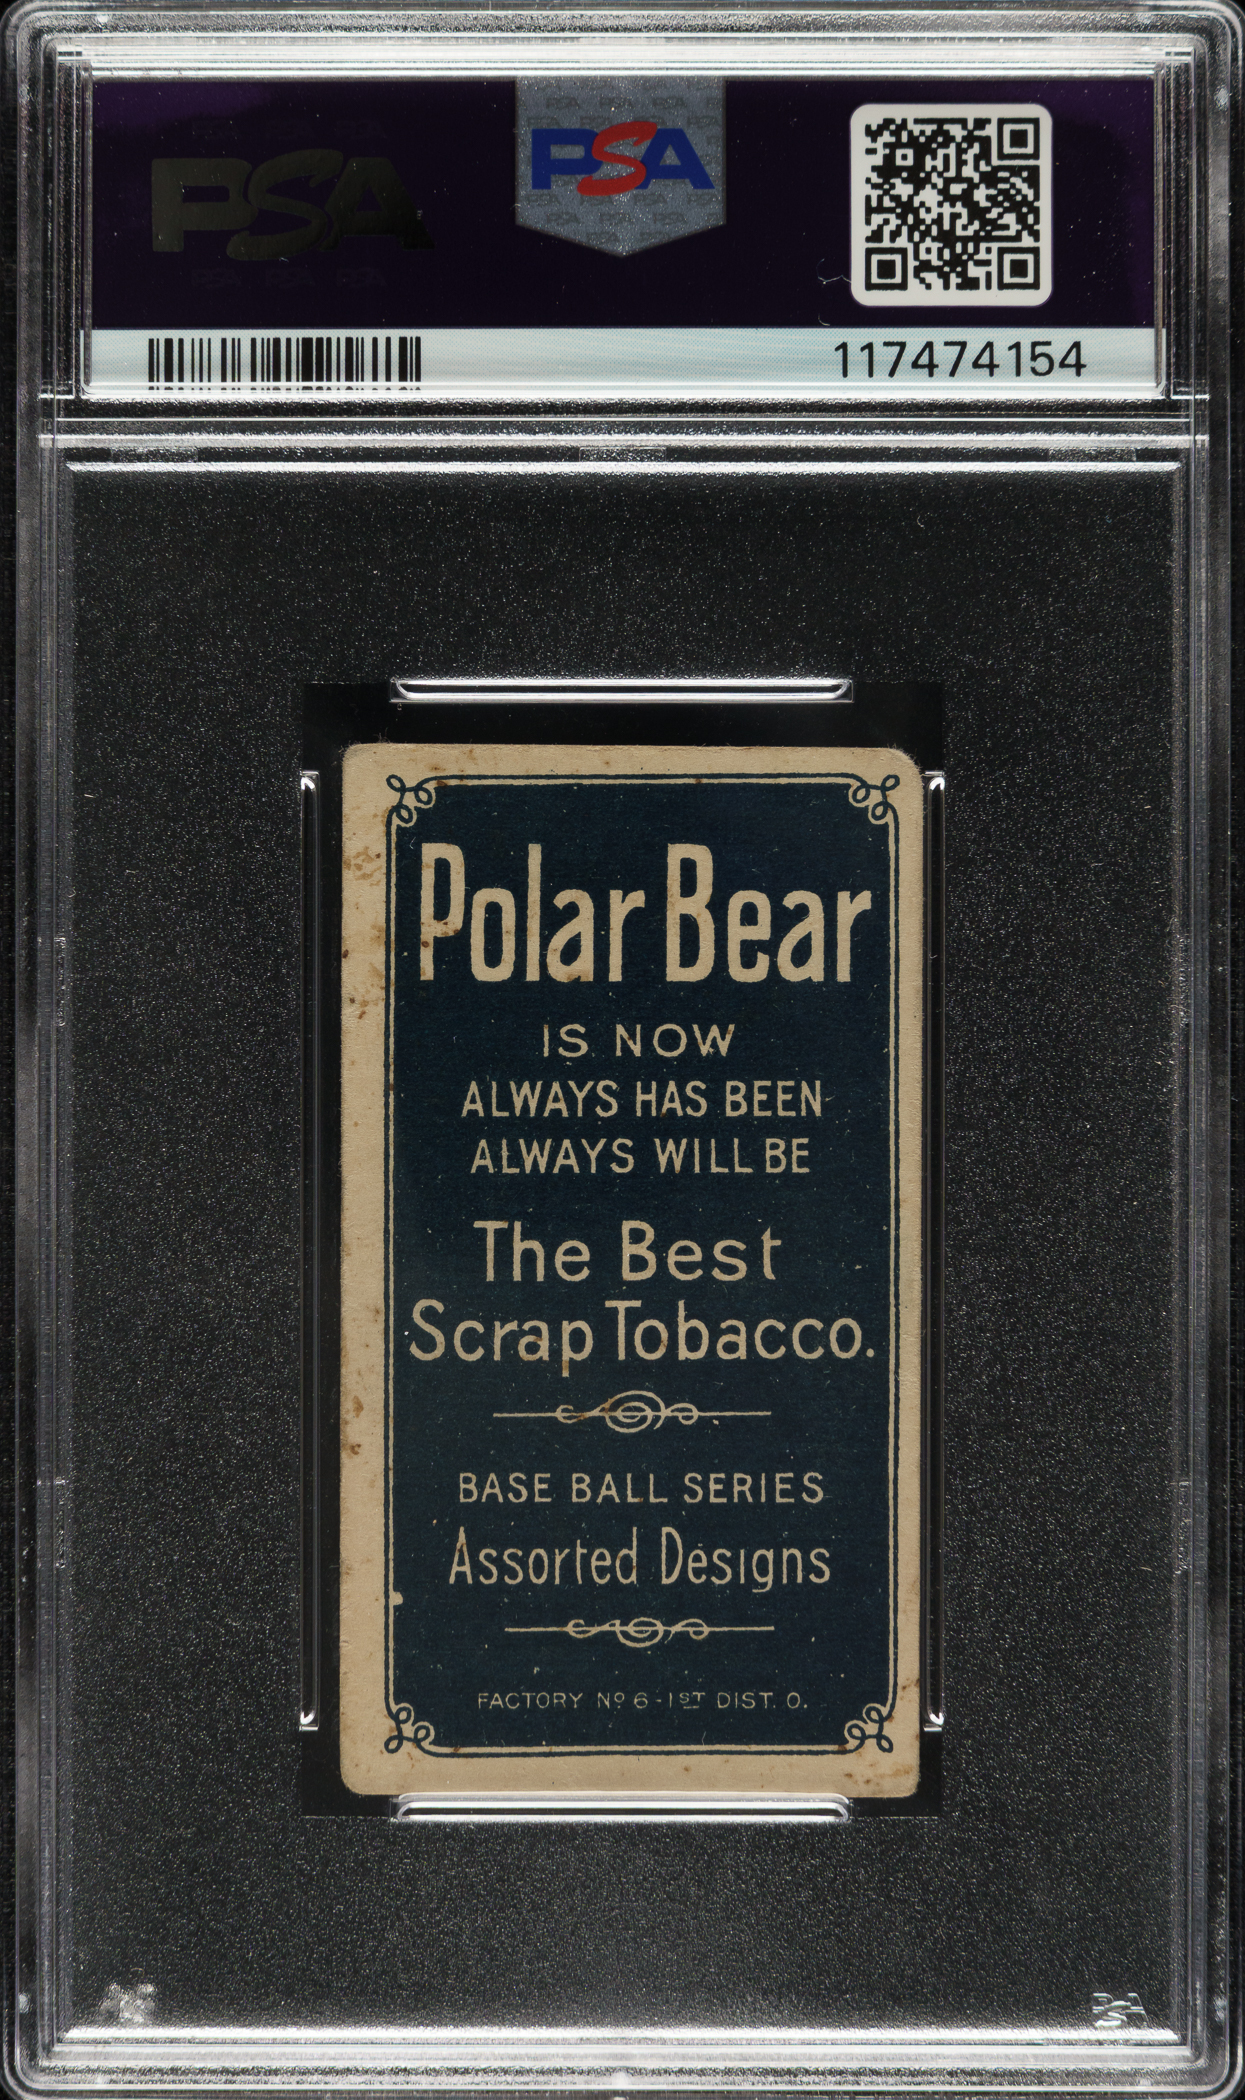 PSA
PSA
117474154
Polar Bear
IS NOW
ALWAYS HAS BEEN
ALWAYS WILL BE
The Best
Scrap Tobacco.
BASE BALL SERIES
Assorted Designs
FACTORY Nº 6-1ST DIST. O.
PSA